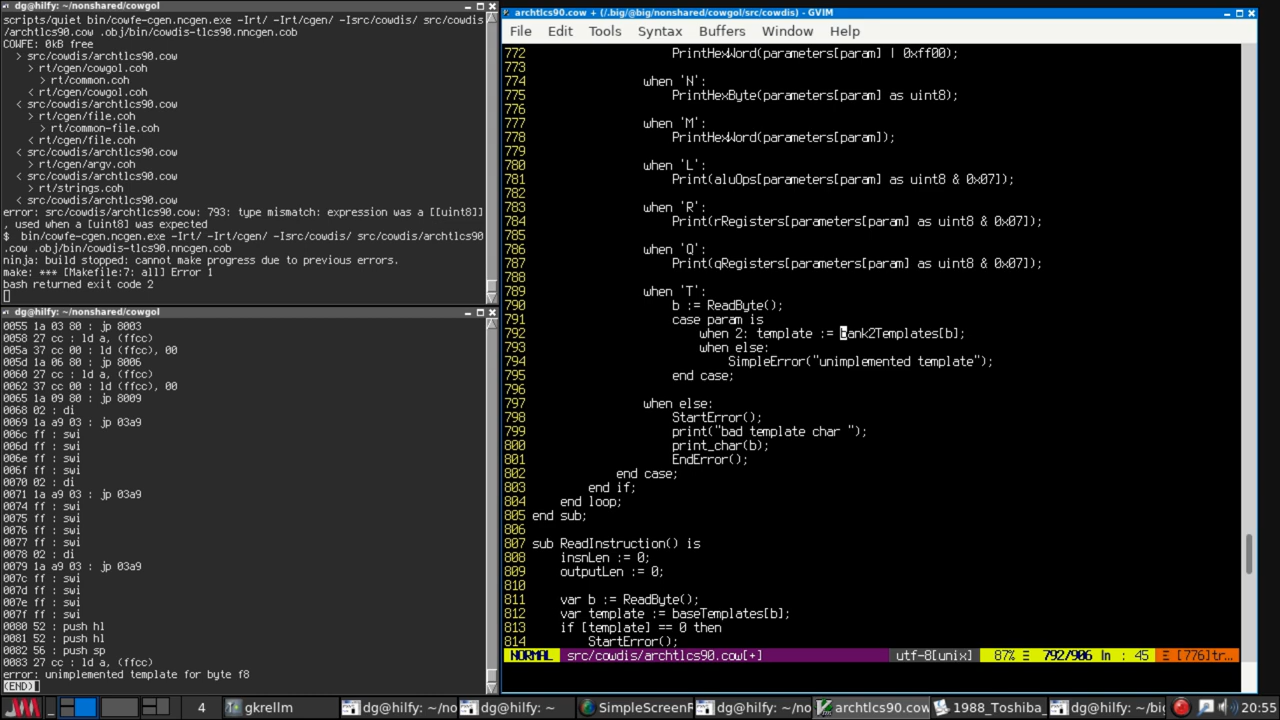 dg@hilfy: ~/nonshared/cowgol
scripts/quiet bin/cowfe-cgen.ncgen.exe -Irt/ -Irt/cgen/ -Isrc/cowdis/ src/cowdis
/archtlcs90.cow .obj/bin/cowdis-tlcs90.nncgen.cob
COWFE: 0kB free
> src/cowdis/archtlcs90.cow
> rt/cgen/cowgol.coh
> rt/common.coh
< rt/cgen/cowgol.coh
< src/cowdis/archtlcs90.cow
> rt/cgen/file.coh
> rt/common-file.coh
< rt/cgen/file.coh
< src/cowdis/archtlcs90.cow
> rt/cgen/argv.coh
< src/cowdis/archtlcs90.cow
> rt/strings.coh
< src/cowdis/archtlcs90.cow
error: src/cowdis/archtlcs90.cow: 793: type mismatch: expression was a [[uint8]]
, used when a [uint8] was expected
$  bin/cowfe-cgen.ncgen.exe -Irt/ -Irt/cgen/ -Isrc/cowdis/ src/cowdis/archtlcs90
.cow .obj/bin/cowdis-tlcs90.nncgen.cob
ninja: build stopped: cannot make progress due to previous errors.
make: *** [Makefile:7: all] Error 1
bash returned exit code 2
dg@hilfy: ~/nonshared/cowgol
0055 1a 03 80 : jp 8003
0058 27 cc : ld a, (ffcc)
005a 37 cc 00 : ld (ffcc), 00
005d 1a 06 80 : jp 8006
0060 27 cc : ld a, (ffcc)
0062 37 cc 00 : ld (ffcc), 00
0065 1a 09 80 : jp 8009
0068 02 : di
0069 1a a9 03 : jp 03a9
006c ff : swi
006d ff : swi
006e ff : swi
006f ff : swi
0070 02 : di
0071 1a a9 03 : jp 03a9
0074 ff : swi
0075 ff : swi
0076 ff : swi
0077 ff : swi
0078 02 : di
0079 1a a9 03 : jp 03a9
007c ff : swi
007d ff : swi
007e ff : swi
007f ff : swi
0080 52 : push hl
0081 52 : push hl
0082 56 : push sp
0083 27 cc : ld a, (ffcc)
error: unimplemented template for byte f8
(END)
archtlcs90.cow + (/.big/@big/nonshared/cowgol/src/cowdis) - GVIM
File Edit Tools Syntax Buffers Window Help
772 PrintHexWord(parameters[param] | 0xff00);
773
774 when 'N':
775 PrintHexByte(parameters[param] as uint8);
776
777 when 'M':
778 PrintHexWord(parameters[param]);
779
780 when 'L':
781 Print(aluOps[parameters[param] as uint8 & 0x07]);
782
783 when 'R':
784 Print(rRegisters[parameters[param] as uint8 & 0x07]);
785
786 when 'Q':
787 Print(qRegisters[parameters[param] as uint8 & 0x07]);
788
789 when 'T':
790 b := ReadByte();
791 case param is
792 when 2: template := bank2Templates[b];
793 when else:
794 SimpleError("unimplemented template");
795 end case;
796
797 when else:
798 StartError();
799 print("bad template char ");
800 print_char(b);
801 EndError();
802 end case;
803 end if;
804 end loop;
805 end sub;
806
807 sub ReadInstruction() is
808 insnLen := 0;
809 outputLen := 0;
810
811 var b := ReadByte();
812 var template := baseTemplates[b];
813 if [template] == 0 then
814 StartError();
NORMAL src/cowdis/archtlcs90.cow[+] utf-8[unix] 87% 792/906 ln : 45 [776]tr…
4 gkrellm dg@hilfy: ~/no dg@hilfy: ~ SimpleScreenR dg@hilfy: ~/no archtlcs90.cow 1988_Toshiba_ dg@hilfy: ~/big 20:55